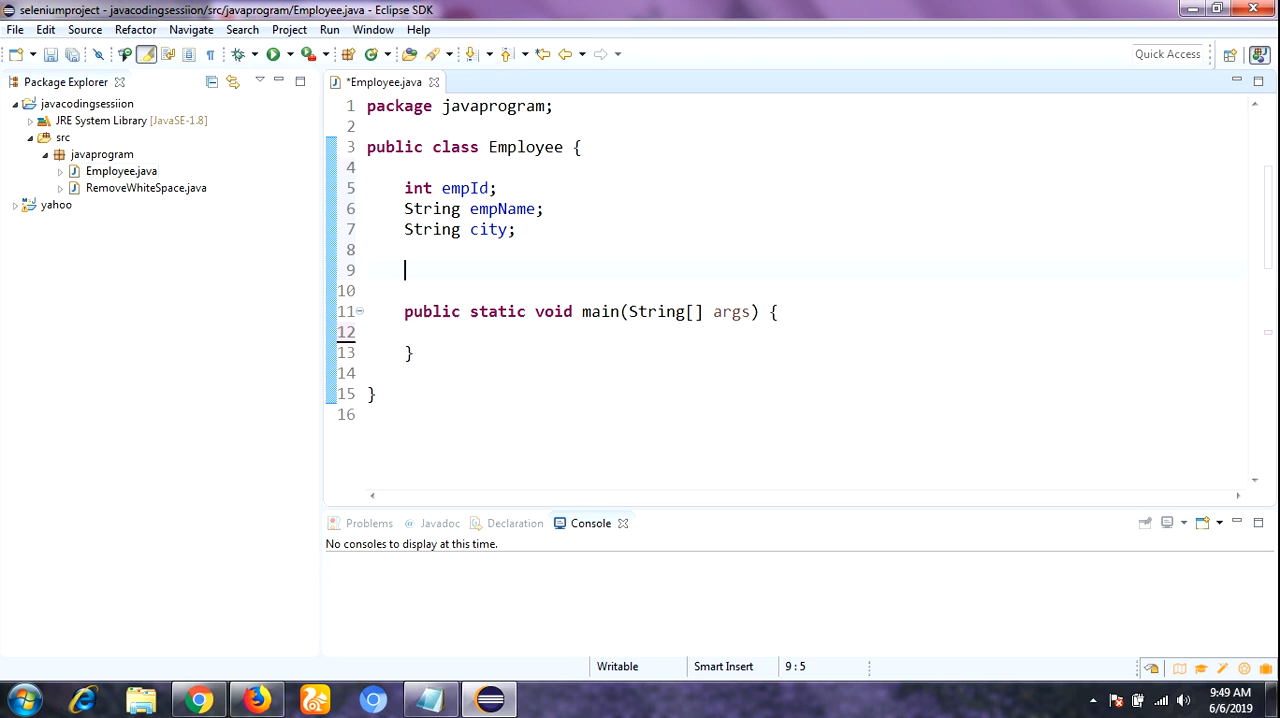 seleniumproject - javacodingsessiion/src/javaprogram/Employee.java - Eclipse SDK
File Edit Source Refactor Navigate Search Project Run Window Help
Quick Access
Package Explorer
*Employee.java
javacodingsessiion
JRE System Library [JavaSE-1.8]
src
javaprogram
Employee.java
RemoveWhiteSpace.java
yahoo
1 package javaprogram;
2
3 public class Employee {
4
5 int empId;
6 String empName;
7 String city;
8
9
10
11 public static void main(String[] args) {
12
13 }
14
15 }
16
Problems @ Javadoc Declaration Console
No consoles to display at this time.
Writable Smart Insert 9 : 5
9:49 AM
6/6/2019